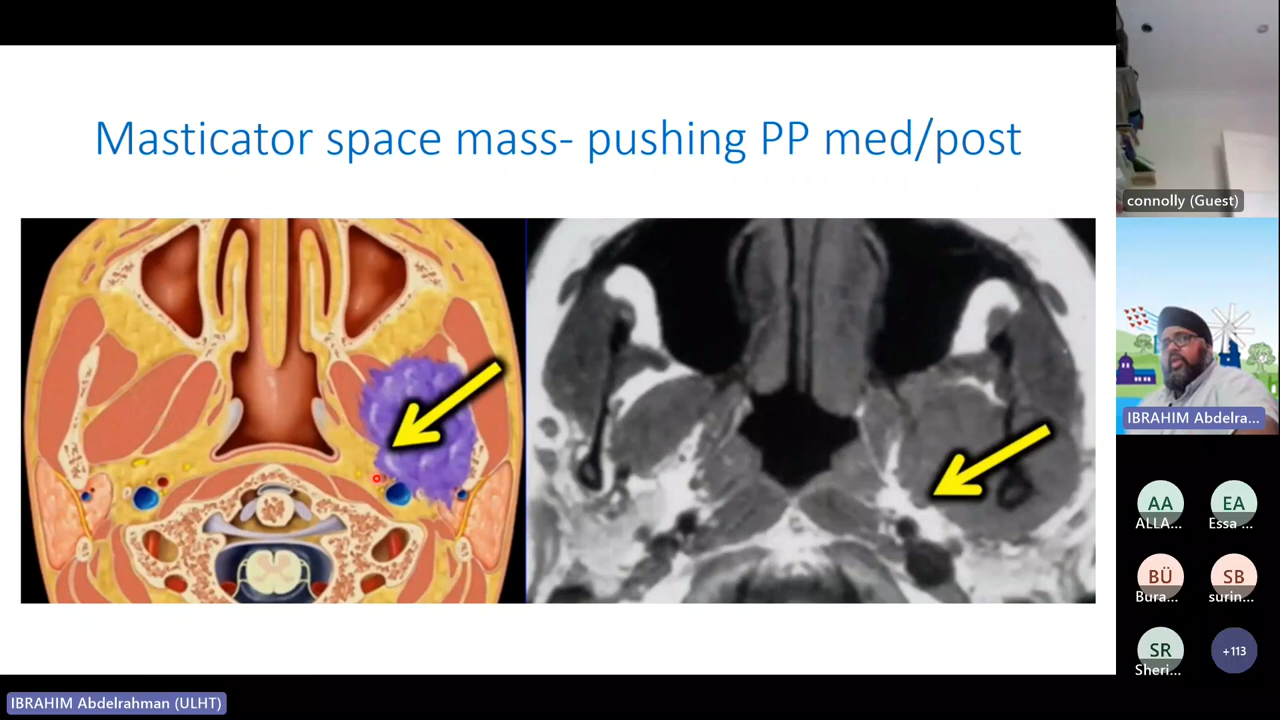 Masticator space mass- pushing PP med/post
connolly (Guest)
IBRAHIM Abdelra...
AA
EA
ALLA...
Essa ...
BÜ
SB
Bura...
surin...
SR
+113
Sheri...
IBRAHIM Abdelrahman (ULHT)